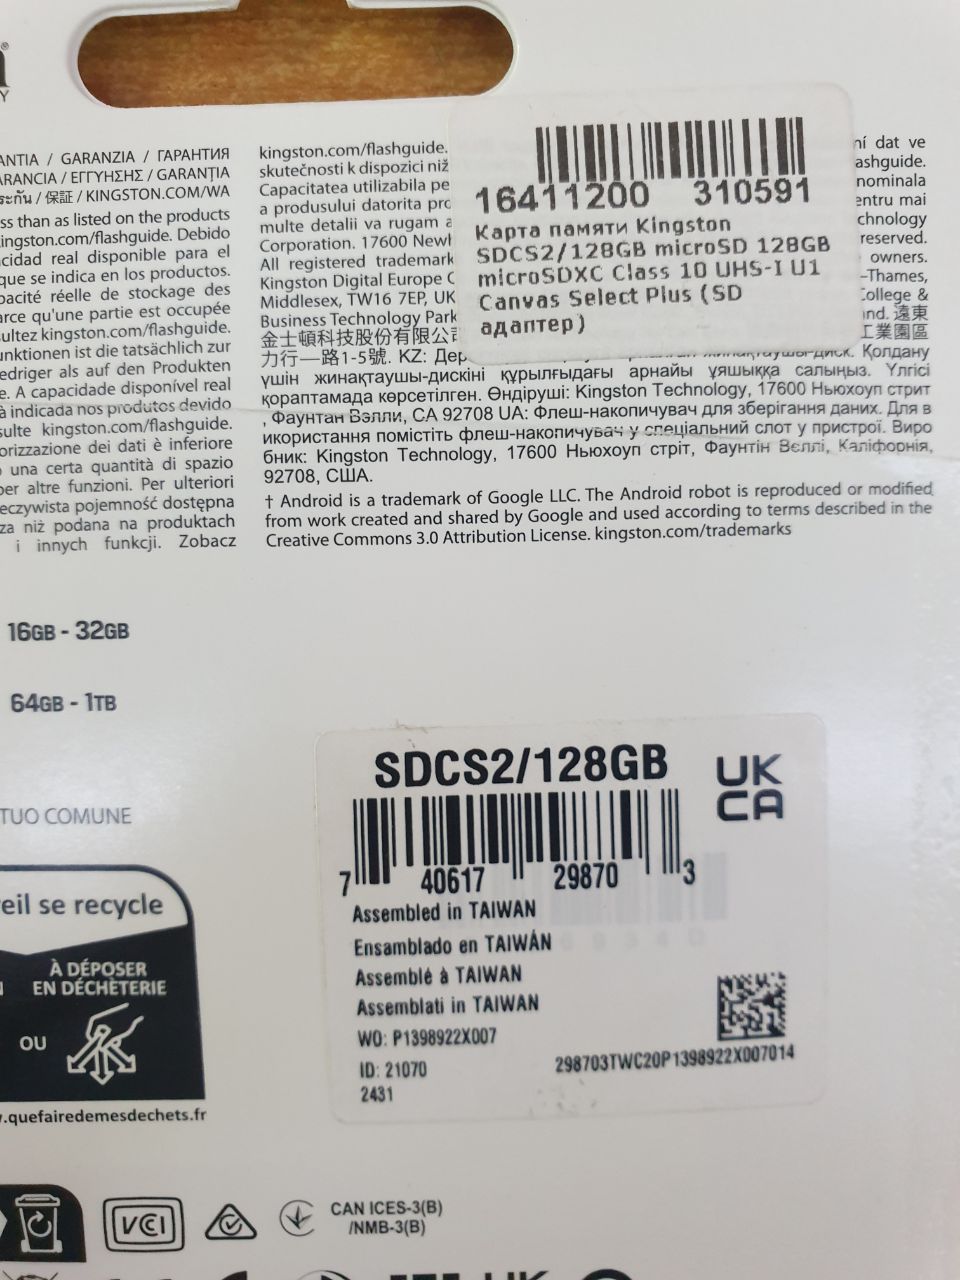 ANTIA / GARANZIA / ГАРАНТИЯ
ARANCIA / ΕΓΓΥΗΣΗΣ / GARANȚIA
ระกัน / 保証 / KINGSTON.COM/WA
ess than as listed on the products
kingston.com/flashguide. Debido
acidad real disponible para el
que se indica en los productos.
pacité réelle de stockage des
arce qu'une partie est occupée
sultez kingston.com/flashguide.
unktionen ist die tatsächlich zur
edriger als auf den Produkten
e. A capacidade disponível real
à indicada nos produtos devido
sulte kingston.com/flashguide.
orizzazione dei dati è inferiore
o una certa quantità di spazio
per altre funzioni. Per ulteriori
eczywista pojemność dostępna
za niż podana na produktach
i innych funkcji. Zobacz
kingston.com/flashguide.
skutečnosti k dispozici niž
Capacitatea utilizabila pe
a produsului datorita pro
multe detalii va rugam a
Corporation. 17600 Newh
All registered trademark
Kingston Digital Europe C
Middlesex, TW16 7EP, UK
Business Technology Park
金士頓科技股份有限公司
力行一路1-5號. KZ: Дер
ní dat ve
ashguide.
nominala
entru mai
chnology
reserved.
owners.
–Thames,
College &
and. 遠東
工業園區
жинақтаушы-диск. Қолдану
үшін жинақтаушы-дискіні құрылғыдағы арнайы ұяшыққа салыңыз. Үлгісі
қораптамада көрсетілген. Өндіруші: Kingston Technology, 17600 Ньюхоуп стрит
, Фаунтан Вэлли, CA 92708 UA: Флеш-накопичувач для зберігання даних. Для в
икористання помістіть флеш-накопичувач у спеціальний слот у пристрої. Виро
бник: Kingston Technology, 17600 Ньюхоуп стріт, Фаунтін Веллі, Каліфорнія,
92708, США.
† Android is a trademark of Google LLC. The Android robot is reproduced or modified
from work created and shared by Google and used according to terms described in the
Creative Commons 3.0 Attribution License. kingston.com/trademarks
16411200 310591
Карта памяти Kingston
SDCS2/128GB microSD 128GB
microSDXC Class 10 UHS-I U1
Canvas Select Plus (SD
адаптер)
16GB - 32GB
64GB - 1TB
TUO COMUNE
eil se recycle
À DÉPOSER
EN DÉCHÈTERIE
OU
.quefairedemesdechets.fr
SDCS2/128GB
UK
CA
7 40617 29870 3
Assembled in TAIWAN
Ensamblado en TAIWÁN
Assemblé à TAIWAN
Assemblati in TAIWAN
WO: P1398922X007
ID: 21070
2431
298703TWC20P1398922X007014
VCCI
CAN ICES-3(B)
/NMB-3(B)